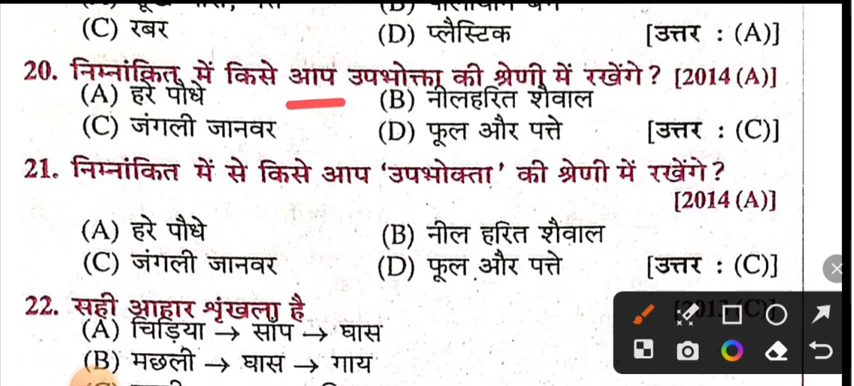 (C) रबर (D) प्लैस्टिक [उत्तर : (A)]
20. निम्नांकित में किसे आप उपभोक्ता की श्रेणी में रखेंगे? [2014 (A)]
(A) हरे पौधे (B) नीलहरित शैवाल
(C) जंगली जानवर (D) फूल और पत्ते [उत्तर : (C)]
21. निम्नांकित में से किसे आप ‘उपभोक्ता’ की श्रेणी में रखेंगे?
[2014 (A)]
(A) हरे पौधे (B) नील हरित शैवाल
(C) जंगली जानवर (D) फूल और पत्ते [उत्तर : (C)]
22. सही आहार शृंखला है
(A) चिड़िया → साँप → घास
(B) मछली → घास → गाय